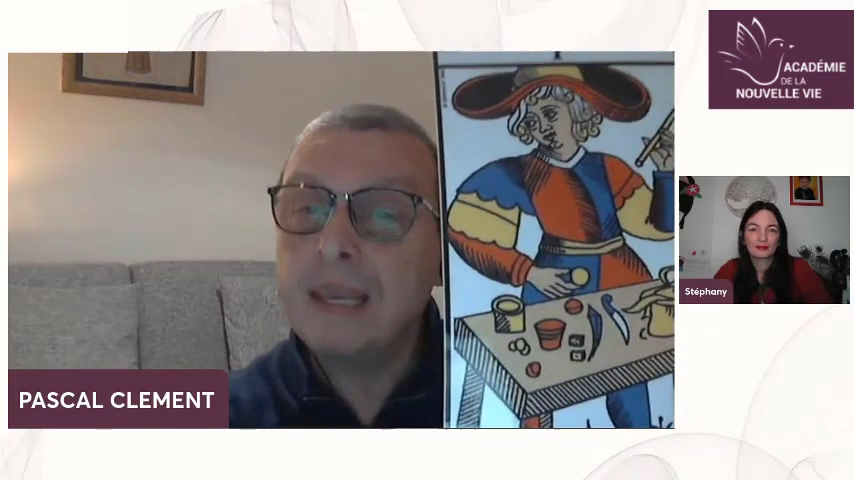 ACADÉMIE
DE LA
NOUVELLE VIE
I
Stéphany
PASCAL CLEMENT